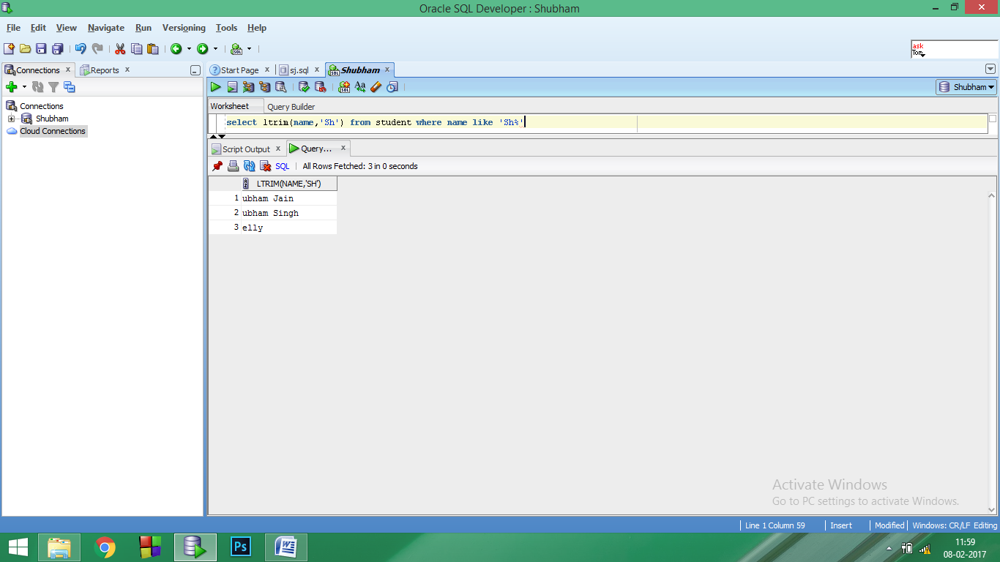 Oracle SQL Developer : Shubham
File Edit View Navigate Run Versioning Tools Help
ask
Tom
Connections x Reports x
Start Page x sj.sql x Shubham x
SQL Aa
Shubham
Worksheet Query Builder
Connections
Shubham
Cloud Connections
select ltrim(name,'Sh') from student where name like 'Sh%'
Script Output x Query... x
SQL | All Rows Fetched: 3 in 0 seconds
LTRIM(NAME,'SH')
1 ubham Jain
2 ubham Singh
3 elly
Activate Windows
Go to PC settings to activate Windows.
Line 1 Column 59 | Insert | Modified | Windows: CR/LF Editing
Ps
11:59
08-02-2017